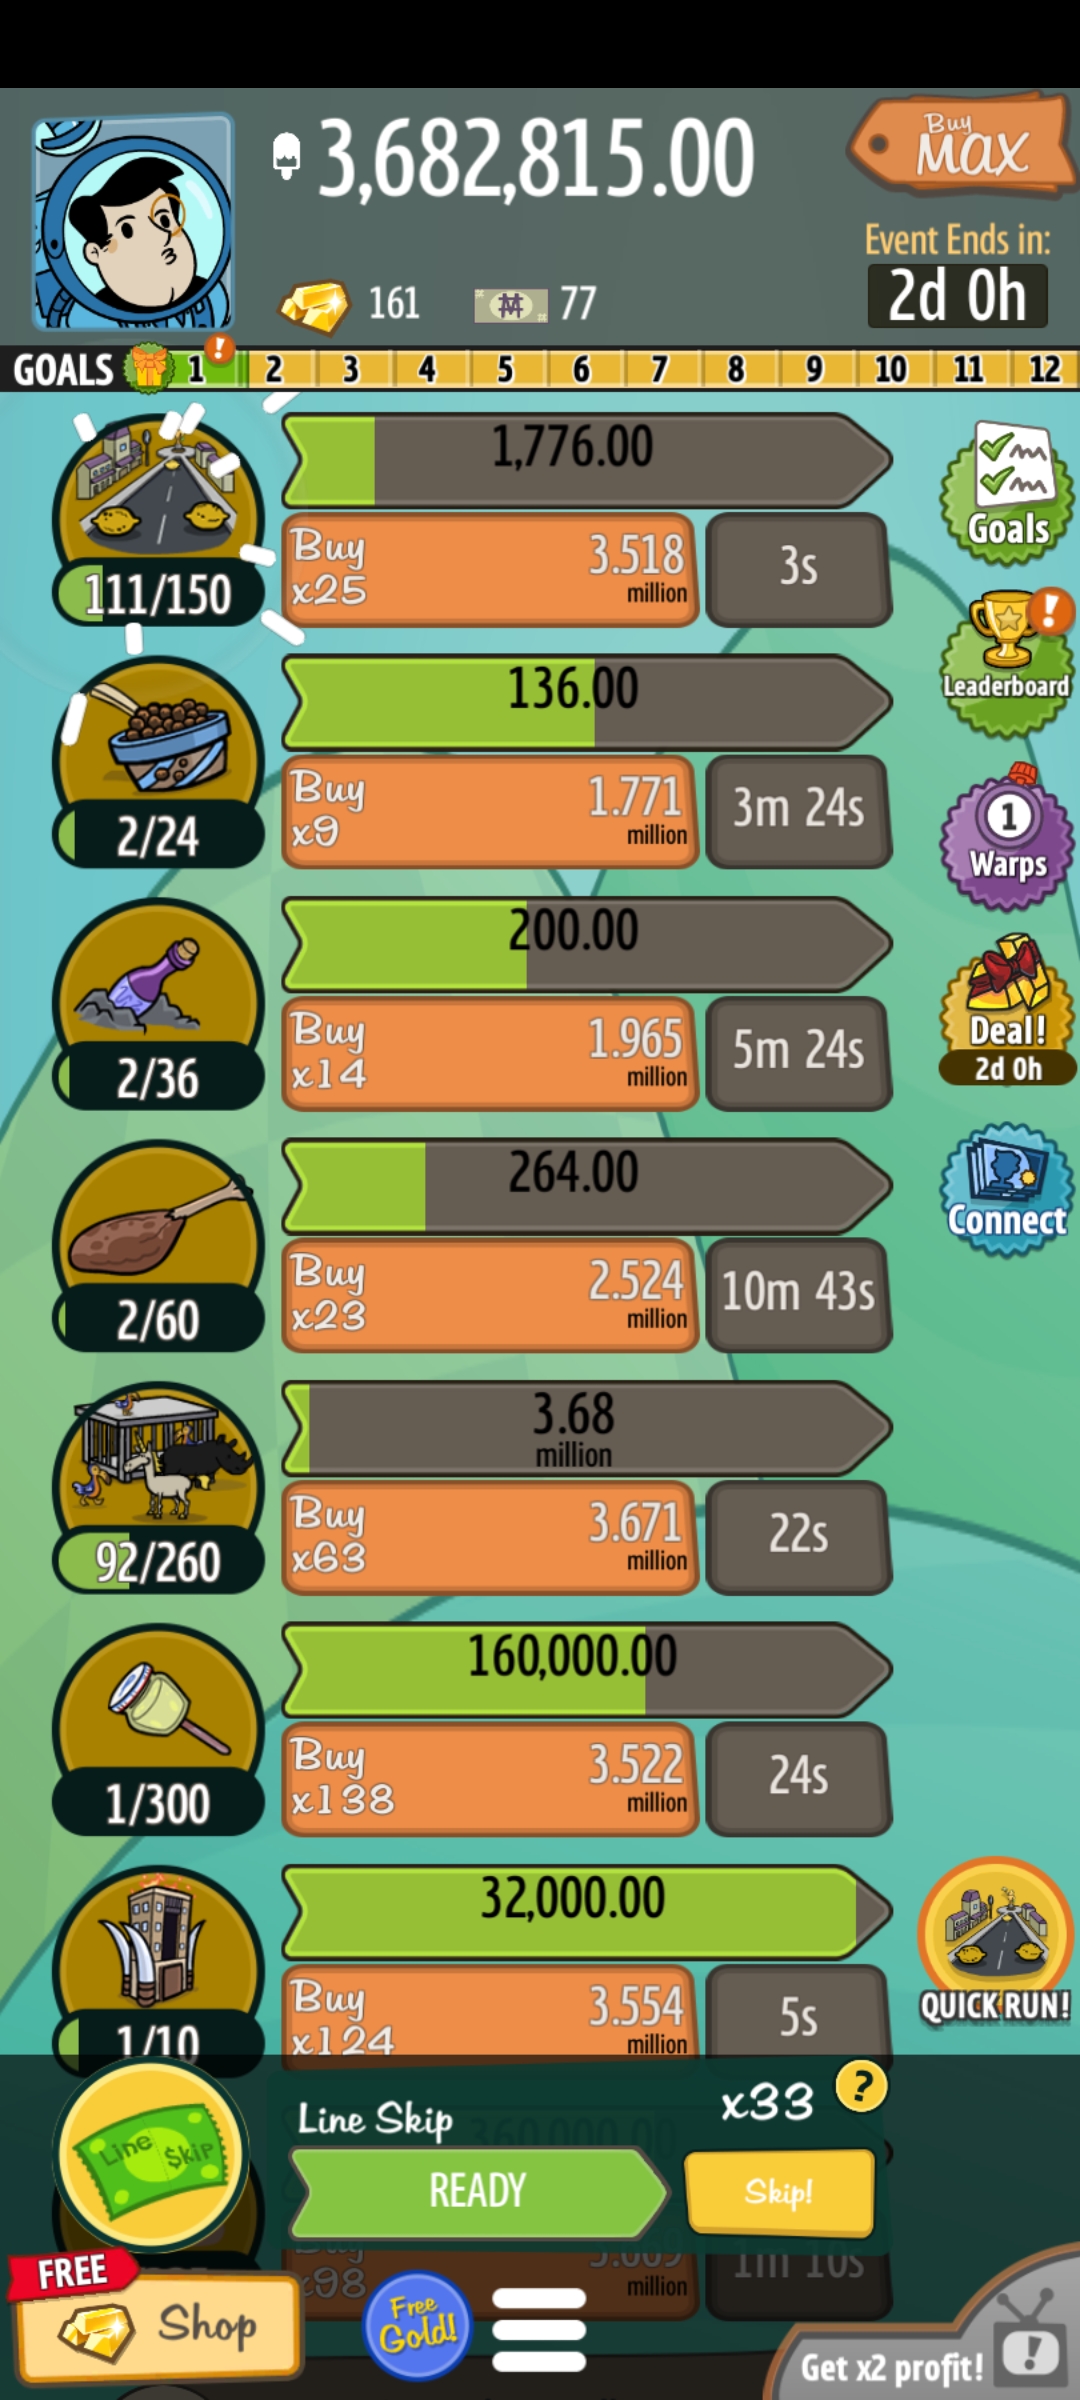 3,682,815.00
Buy
MAX
Event Ends in:
2d 0h
161
77
GOALS 1 ! 2 3 4 5 6 7 8 9 10 11 12
1,776.00
Buy
x25
3.518
million
3s
111/150
Goals
136.00
Buy
x9
1.771
million
3m 24s
2/24
!
Leaderboard
1
Warps
200.00
Buy
x14
1.965
million
5m 24s
2/36
Deal!
2d 0h
264.00
Buy
x23
2.524
million
10m 43s
2/60
Connect
3.68
million
Buy
x63
3.671
million
22s
92/260
160,000.00
Buy
x138
3.522
million
24s
1/300
32,000.00
Buy
x124
3.554
million
5s
1/10
QUICK RUN!
Line Skip
Line Skip
x33
?
360,000.00
READY
Skip!
Buy
x98
million
1m 10s
FREE
Shop
Free
Gold!
Get x2 profit!
!